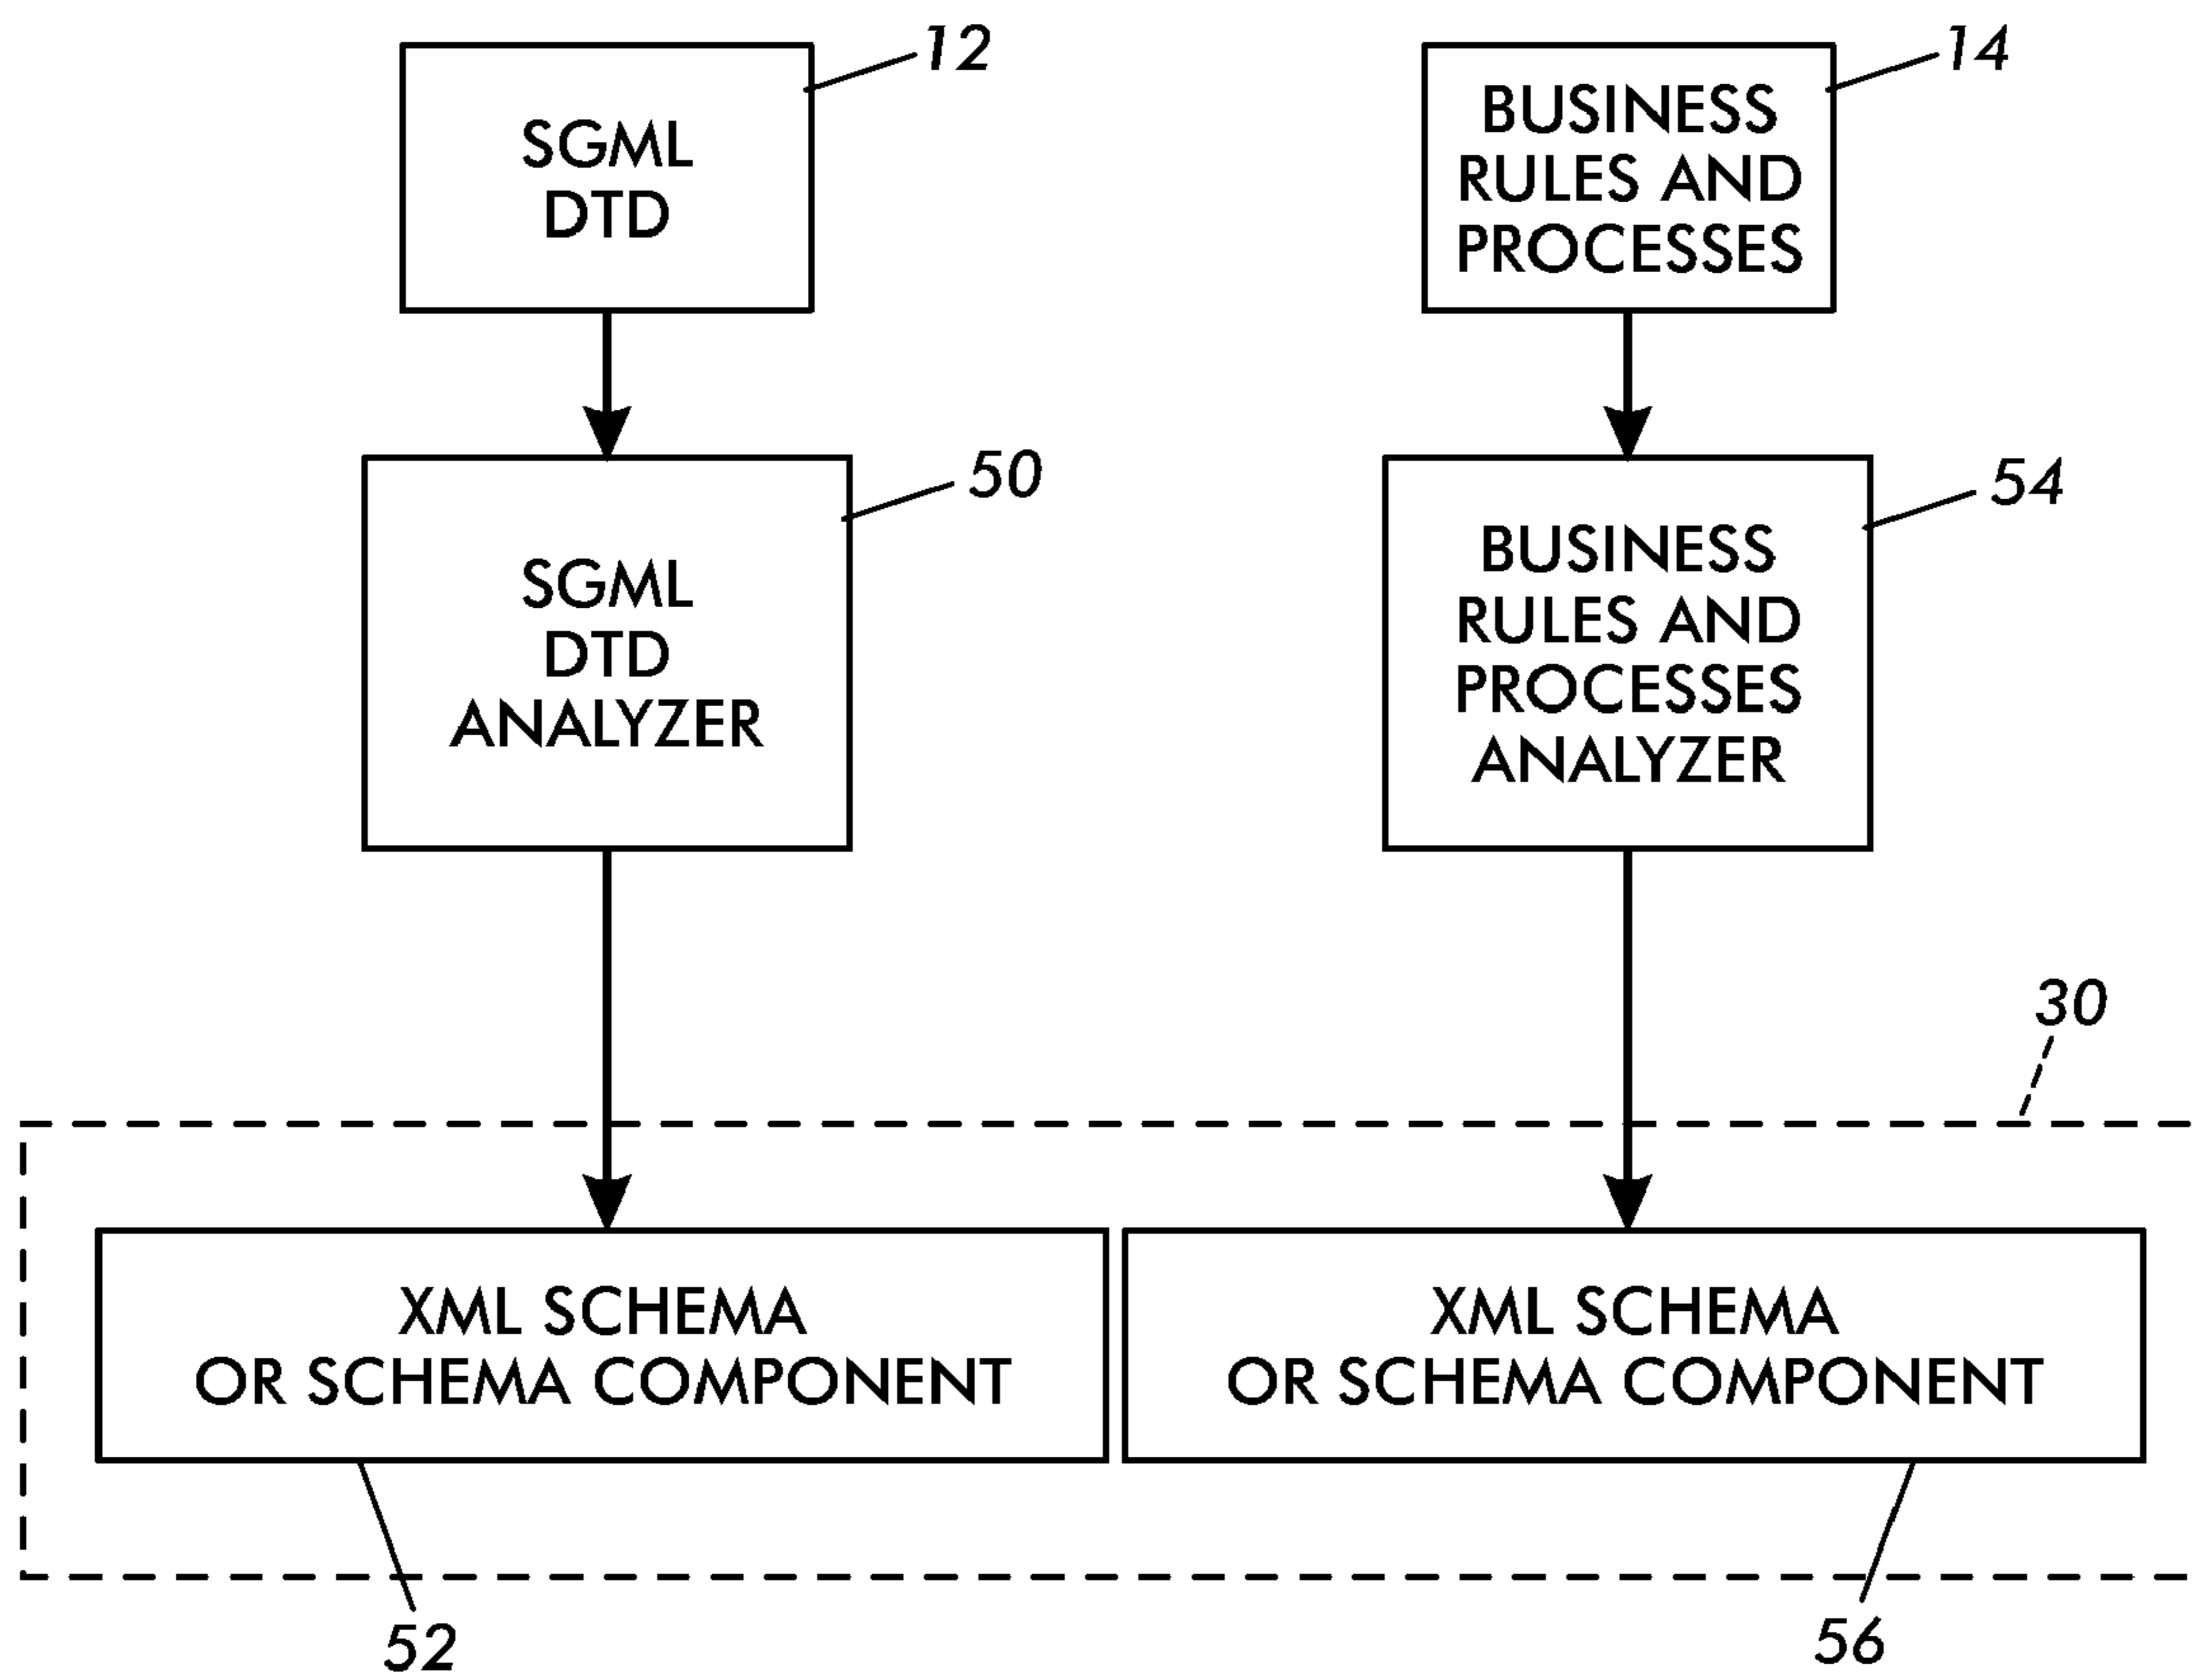 12
SGML
DTD
14
BUSINESS
RULES AND
PROCESSES
50
SGML
DTD
ANALYZER
54
BUSINESS
RULES AND
PROCESSES
ANALYZER
30
XML SCHEMA
OR SCHEMA COMPONENT
XML SCHEMA
OR SCHEMA COMPONENT
52
56